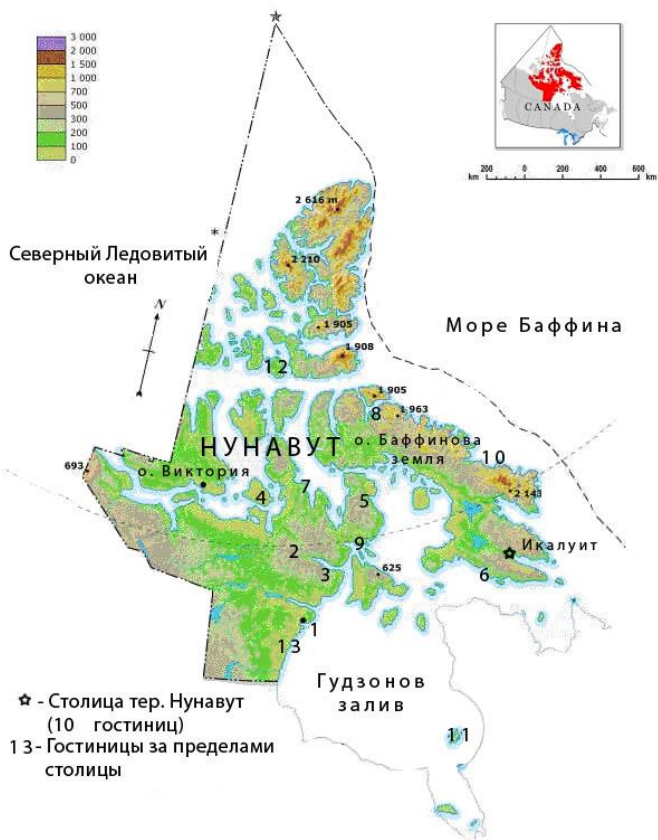 3 000
2 000
1 500
1 000
700
500
300
200
100
0
CANADA
km 200 0 200 400 600 km
2 616 m
2 210
Северный Ледовитый
океан
N
1 905
Море Баффина
1 908
12
1 905
8
1 963
НУНАВУТ
о. Баффинова
земля
10
693
о. Виктория
2 143
4
7
5
2
9
Икалуит
3
625
6
1
13
Гудзонов
залив
- Столица тер. Нунавут
(10 гостиниц)
11
13 - Гостиницы за пределами
столицы